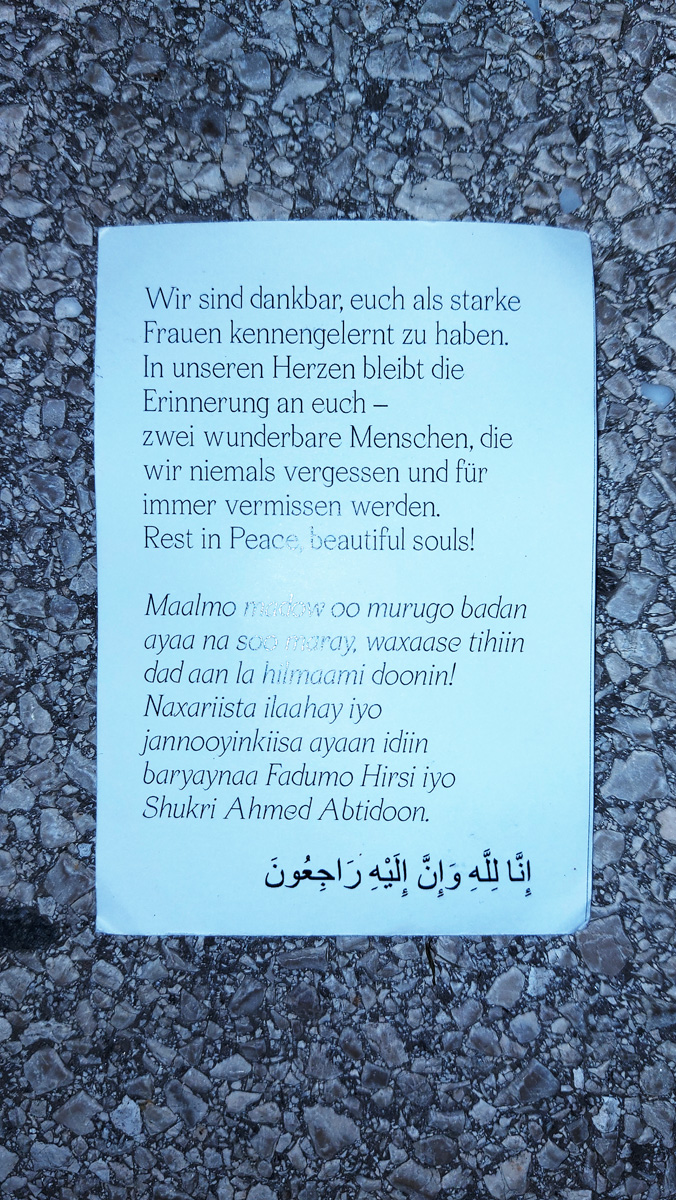 Wir sind dankbar, euch als starke
Frauen kennengelernt zu haben.
In unseren Herzen bleibt die
Erinnerung an euch –
zwei wunderbare Menschen, die
wir niemals vergessen und für
immer vermissen werden.
Rest in Peace, beautiful souls!
Maalmo madow oo murugo badan
ayaa na soo maray, waxaase tihiin
dad aan la hilmaami doonin!
Naxariista ilaahay iyo
jannooyinkiisa ayaan idiin
baryaynaa Fadumo Hirsi iyo
Shukri Ahmed Abtidoon.
إِنَّا لِلَّهِ وَإِنَّ إِلَيْهِ رَاجِعُونَ